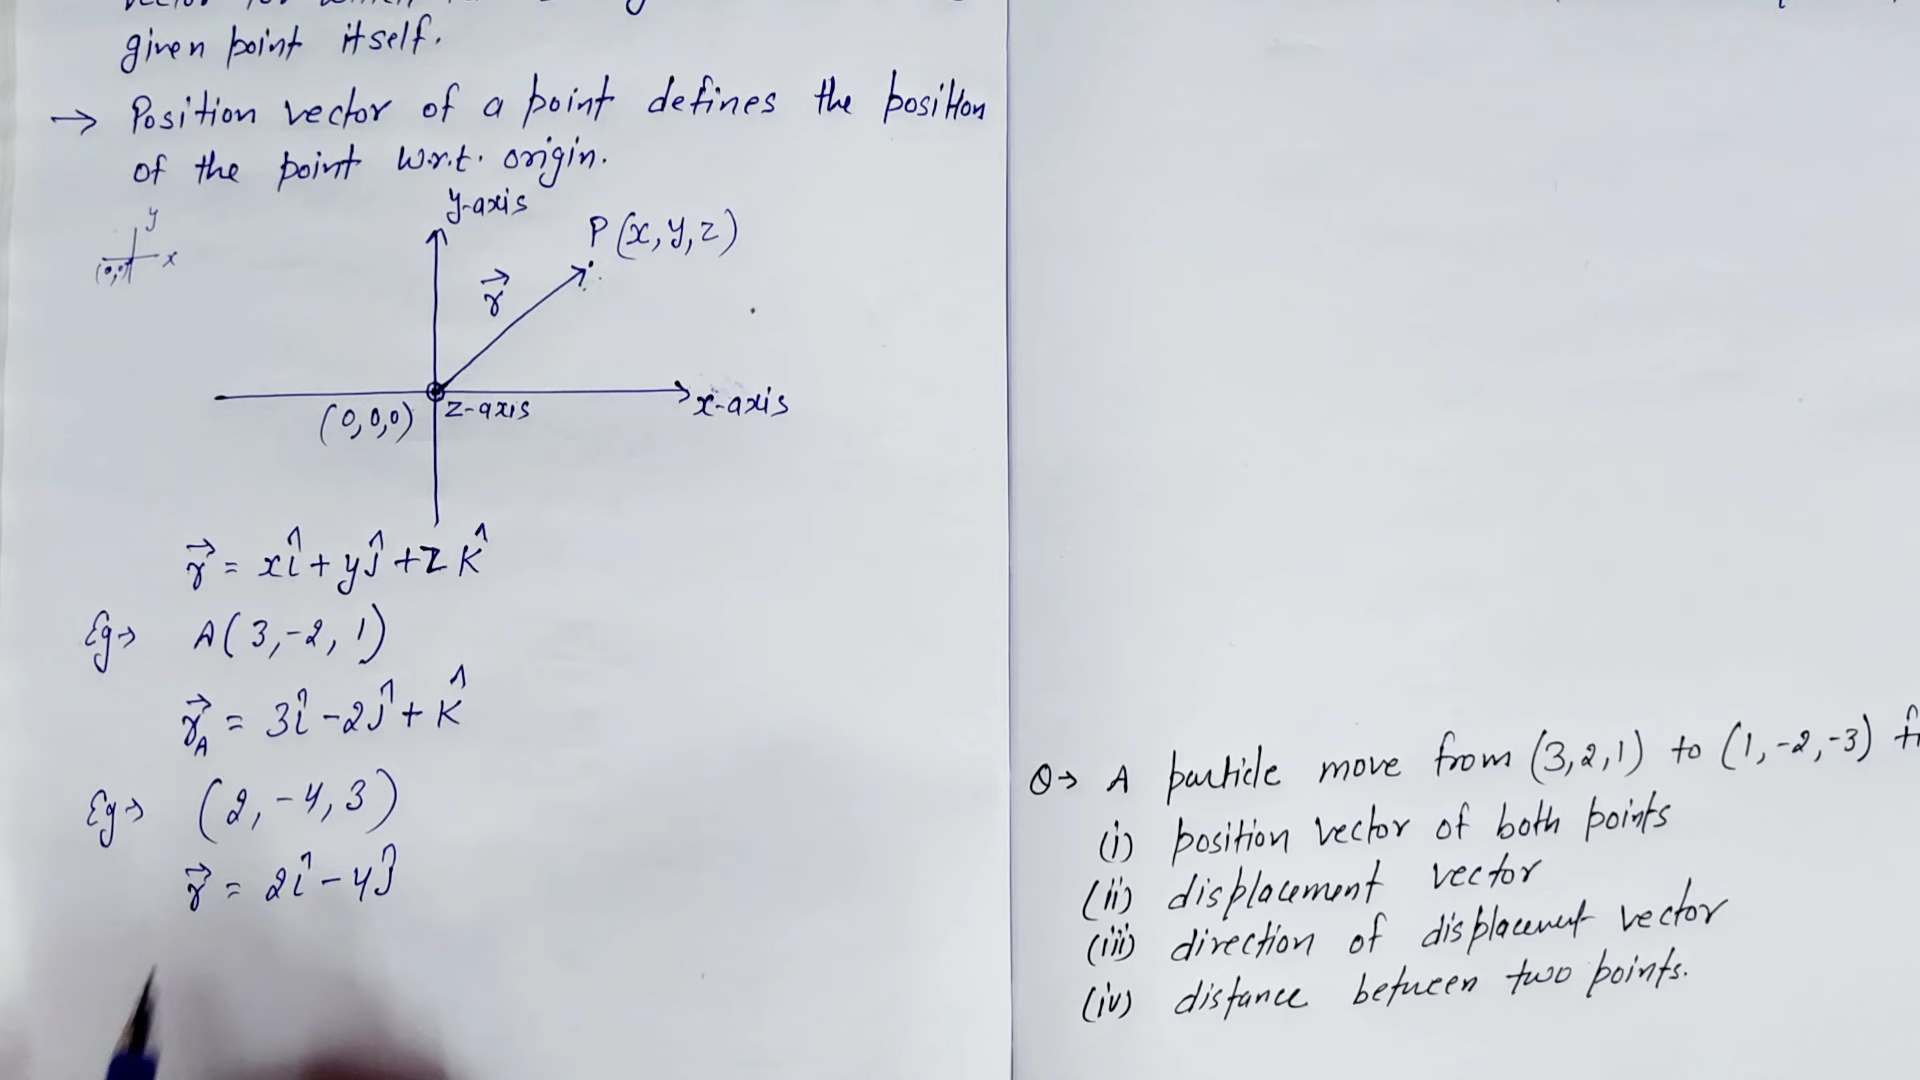 given point itself.
→ Position vector of a point defines the position
of the point w.r.t. origin.
y-axis
y
P (x, y, z)
x
(0,0)
r⃗
x-axis
z-axis
(0,0,0)
r⃗ = xî + yĵ + z k̂
Eg→ A(3, -2, 1)
r⃗_A = 3î - 2ĵ + k̂
Eg→ (2, -4, 3)
r⃗ = 2î - 4ĵ
Q→ A particle move from (3,2,1) to (1,-2,-3)
(i) position vector of both points
(ii) displacement vector
(iii) direction of displacement vector
(iv) distance between two points.